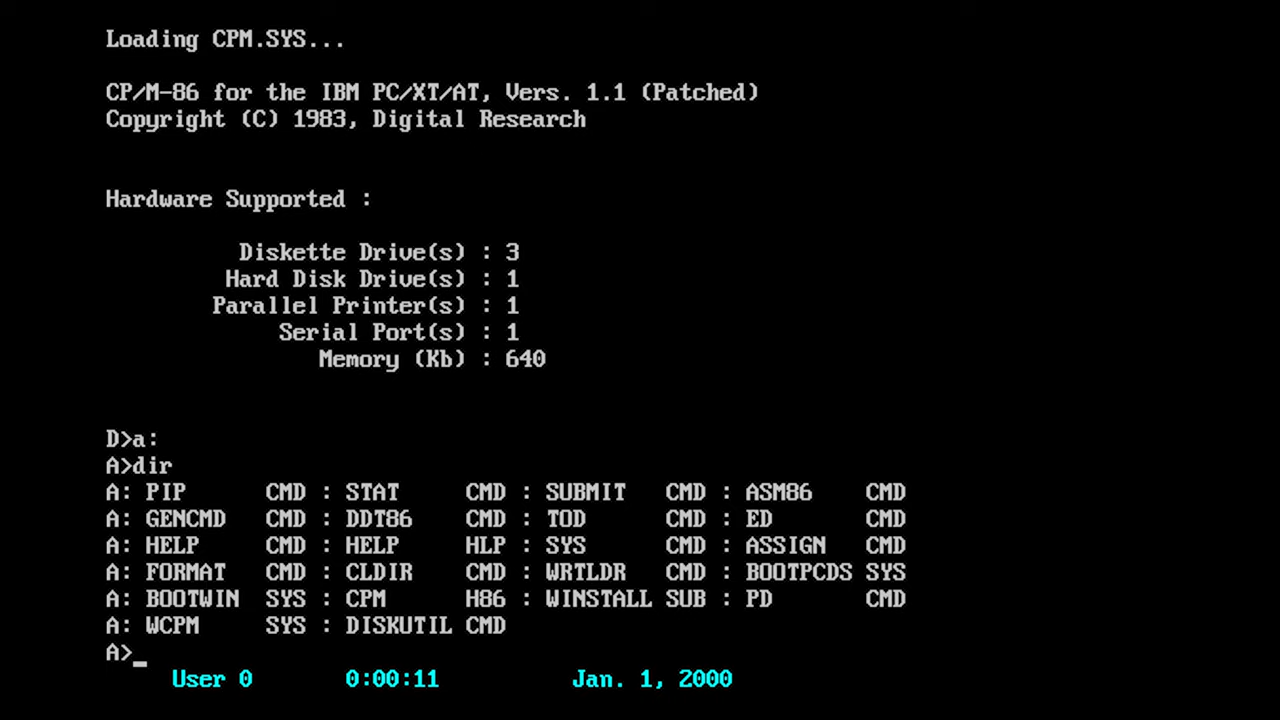 Loading CPM.SYS...
CP/M-86 for the IBM PC/XT/AT, Vers. 1.1 (Patched)
Copyright (C) 1983, Digital Research
Hardware Supported :
Diskette Drive(s) : 3
Hard Disk Drive(s) : 1
Parallel Printer(s) : 1
Serial Port(s) : 1
Memory (Kb) : 640
D>a:
A>dir
A: PIP      CMD : STAT     CMD : SUBMIT   CMD : ASM86    CMD
A: GENCMD   CMD : DDT86    CMD : TOD      CMD : ED       CMD
A: HELP     CMD : HELP     HLP : SYS      CMD : ASSIGN   CMD
A: FORMAT   CMD : CLDIR    CMD : WRTLDR   CMD : BOOTPCDS SYS
A: BOOTWIN  SYS : CPM      H86 : WINSTALL SUB : PD       CMD
A: WCPM     SYS : DISKUTIL CMD
A>_
User 0 0:00:11 Jan. 1, 2000